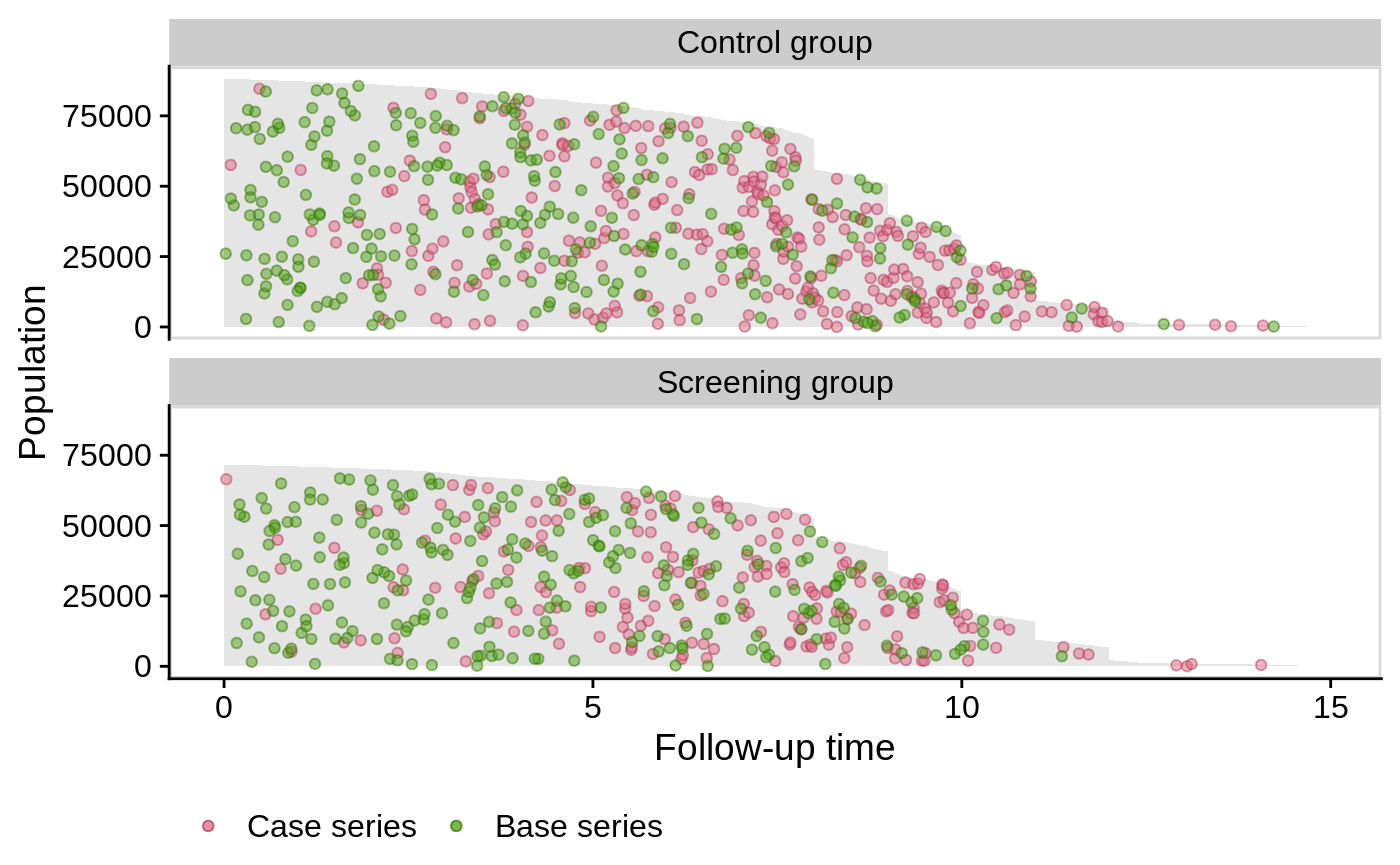 Control group
75000
50000
25000
0
Population
Screening group
75000
50000
25000
0
0 5 10 15
Follow-up time
Case series Base series